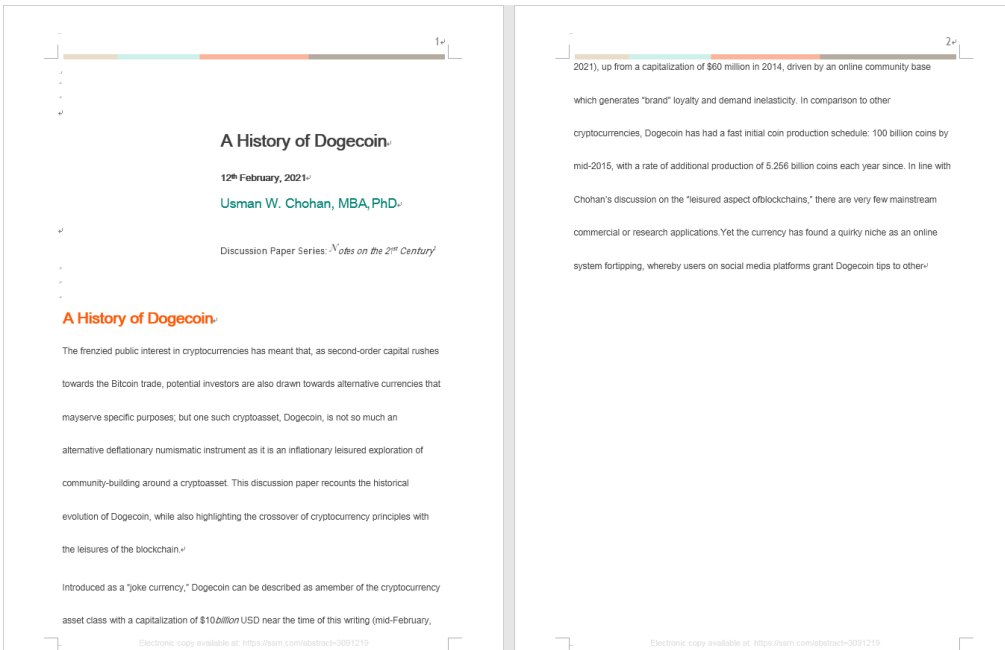 1
A History of Dogecoin
12th February, 2021
Usman W. Chohan, MBA,PhD
Discussion Paper Series: Notes on the 21st Century
A History of Dogecoin
The frenzied public interest in cryptocurrencies has meant that, as second-order capital rushes
towards the Bitcoin trade, potential investors are also drawn towards alternative currencies that
mayserve specific purposes; but one such cryptoasset, Dogecoin, is not so much an
alternative deflationary numismatic instrument as it is an inflationary leisured exploration of
community-building around a cryptoasset. This discussion paper recounts the historical
evolution of Dogecoin, while also highlighting the crossover of cryptocurrency principles with
the leisures of the blockchain.
Introduced as a "joke currency," Dogecoin can be described as amember of the cryptocurrency
asset class with a capitalization of $10billion USD near the time of this writing (mid-February,
Electronic copy available at: https://ssrn.com/abstract=3091219
2
2021), up from a capitalization of $60 million in 2014, driven by an online community base
which generates "brand" loyalty and demand inelasticity. In comparison to other
cryptocurrencies, Dogecoin has had a fast initial coin production schedule: 100 billion coins by
mid-2015, with a rate of additional production of 5.256 billion coins each year since. In line with
Chohan's discussion on the "leisured aspect ofblockchains," there are very few mainstream
commercial or research applications.Yet the currency has found a quirky niche as an online
system fortipping, whereby users on social media platforms grant Dogecoin tips to other
Electronic copy available at: https://ssrn.com/abstract=3091219